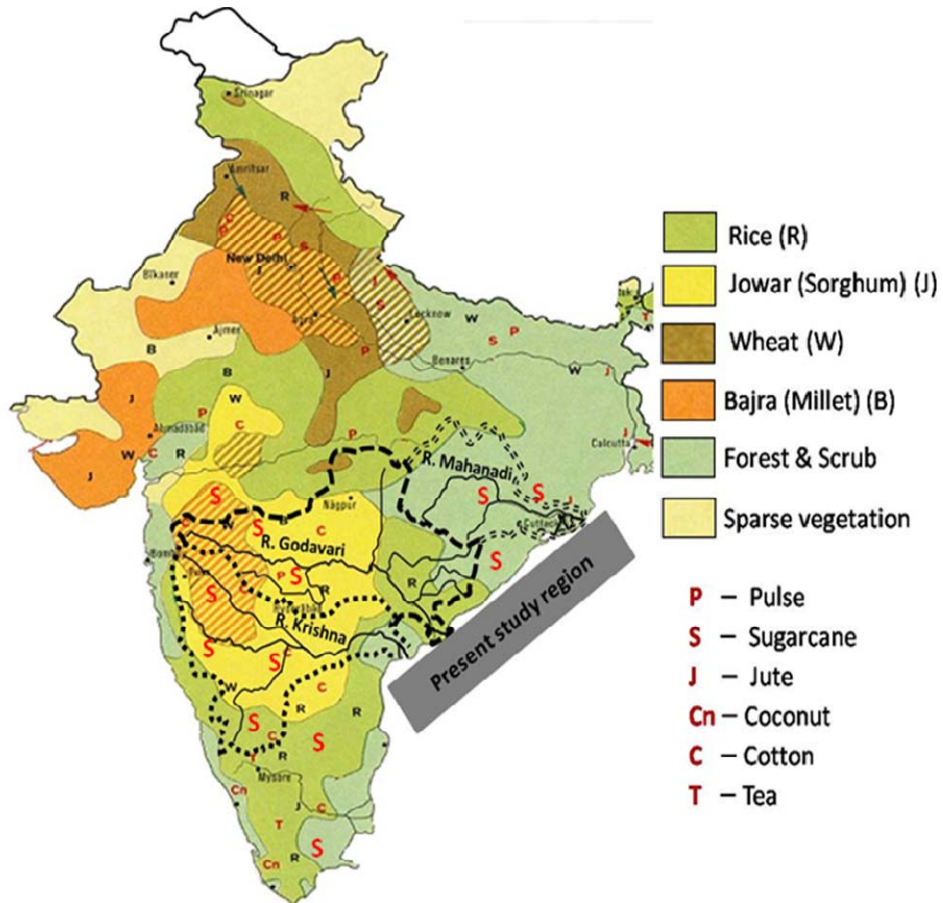 Srinagar
Amritsar
R
C
P
P
S
New Delhi
J
P
J
S
Bikaner
Lucknow
Agra
W
P
S
Ajmer
B
P
Benares
W
J
B
J
J
W
P
Ahmadabad
W
C
C
R
P
Calcutta
J
T
J
R. Mahanadi
S
S
J
Cuttack
S
W
S
B
Nagpur
C
R. Godavari
S
R
P
S
R
S
C
Hyderabad
R. Krishna
S
S
C
W
C
R
R
S
C
R
S
T
Mysore
Cn
J
C
T
S
R
Cn
Present study region
Rice (R)
Jowar (Sorghum) (J)
Wheat (W)
Bajra (Millet) (B)
Forest & Scrub
Sparse vegetation
P – Pulse
S – Sugarcane
J – Jute
Cn – Coconut
C – Cotton
T – Tea